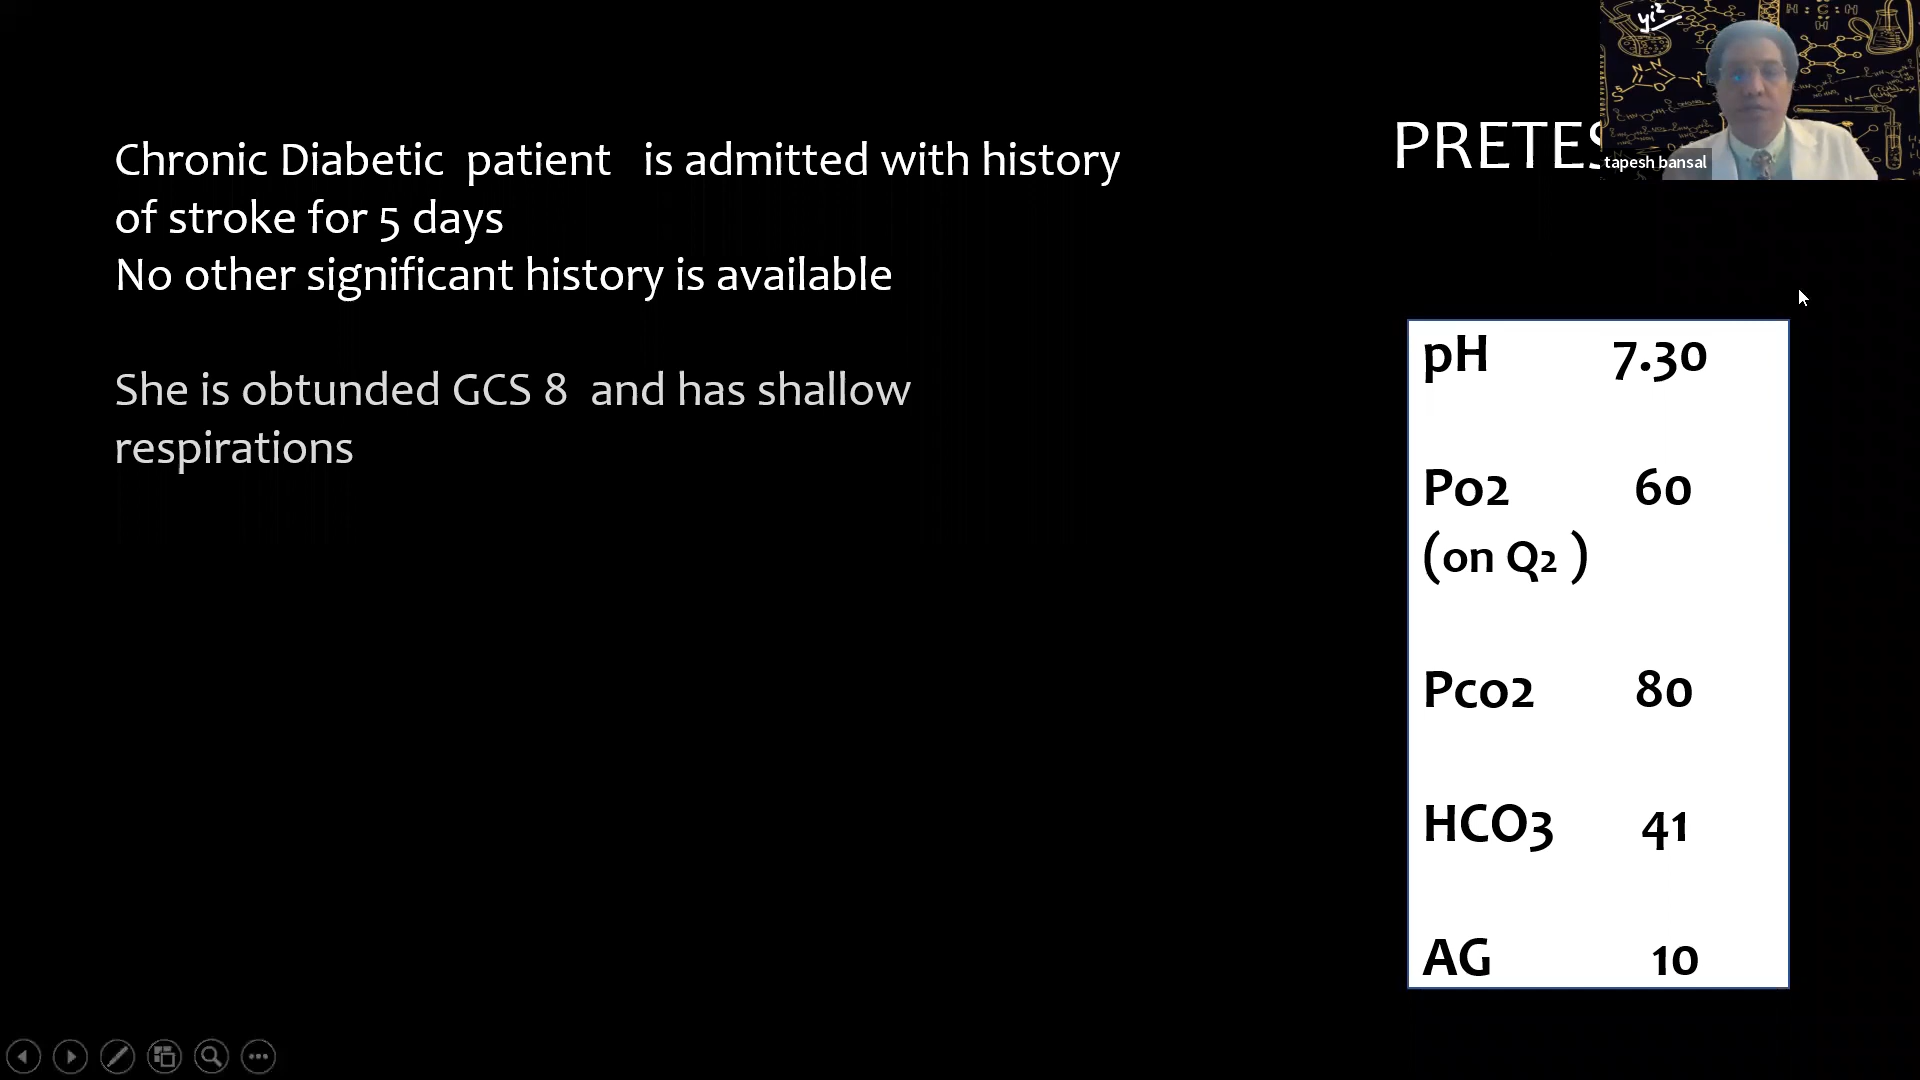 Chronic Diabetic patient is admitted with history
of stroke for 5 days
No other significant history is available
She is obtunded GCS 8 and has shallow
respirations
tapesh bansal
pH 7.30
Po2 60
(on Q2 )
Pco2 80
HCO3 41
AG 10